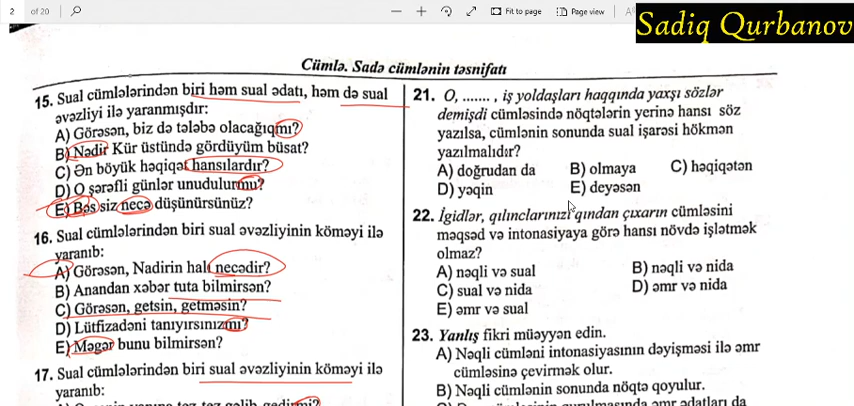 2 of 20
Fit to page
Page view
Sadiq Qurbanov
Cümlə. Sadə cümlənin təsnifatı
15. Sual cümlələrindən biri həm sual ədatı, həm də sual
əvəzliyi ilə yaranmışdır:
A) Görəsən, biz də tələbə olacağıqmı?
B) Nədir Kür üstündə gördüyüm büsat?
C) Ən böyük həqiqət hansılardır?
D) O şərəfli günlər unudulurmu?
E) Bəs siz necə düşünürsünüz?
16. Sual cümlələrindən biri sual əvəzliyinin köməyi ilə
yaranıb:
A) Görəsən, Nadirin halı necədir?
B) Anandan xəbər tuta bilmirsən?
C) Görəsən, getsin, getməsin?
D) Lütfizadəni tanıyırsınızmı?
E) Məgər bunu bilmirsən?
17. Sual cümlələrindən biri sual əvəzliyinin köməyi ilə
yaranıb:
21. O, ....... , iş yoldaşları haqqında yaxşı sözlər
demişdi cümləsində nöqtələrin yerinə hansı söz
yazılsa, cümlənin sonunda sual işarəsi hökmən
yazılmalıdır?
A) doğrudan da B) olmaya C) həqiqətən
D) yəqin E) deyəsən
22. İgidlər, qılınclarınızı qından çıxarın cümləsini
məqsəd və intonasiyaya görə hansı növdə işlətmək
olmaz?
A) nəqli və sual B) nəqli və nida
C) sual və nida D) əmr və nida
E) əmr və sual
23. Yanlış fikri müəyyən edin.
A) Nəqli cümləni intonasiyasının dəyişməsi ilə əmr
cümləsinə çevirmək olur.
B) Nəqli cümlənin sonunda nöqtə qoyulur.